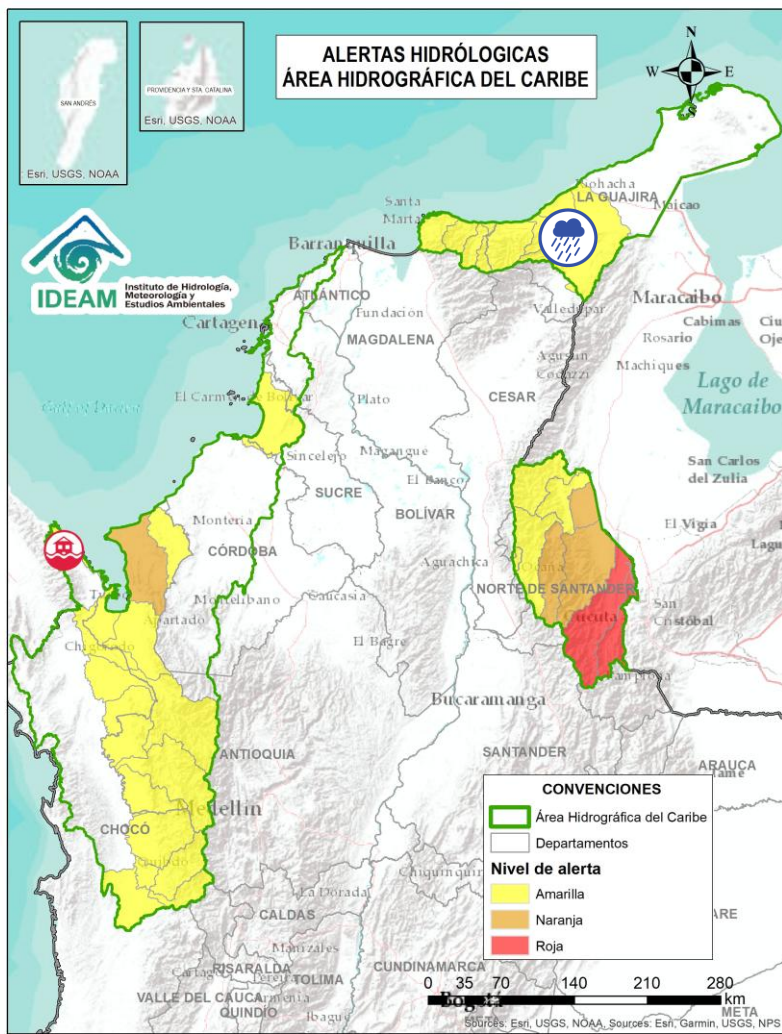 ALERTAS HIDRÓLOGICAS
ÁREA HIDROGRÁFICA DEL CARIBE
N
W E
S
SAN ANDRÉS
Esri, USGS, NOAA
PROVIDENCIA Y STA. CATALINA
Esri, USGS, NOAA
IDEAM
Instituto de Hidrología,
Meteorología y
Estudios Ambientales
Riohacha
LA GUAJIRA
Maicao
Santa
Marta
Barranquilla
ATLÁNTICO
Cartagena
Fundación
MAGDALENA
Valledupar
Maracaibo
Cabimas
Rosario
Machiques
Agustín
Codazzi
CESAR
Lago de
Maracaibo
El Carmen de Bolívar
Plato
Sincelejo
Magangue
SUCRE
El Banco
BOLÍVAR
San Carlos
del Zulia
El Vigia
Montería
CÓRDOBA
Aguachica
Ocaña
NORTE DE SANTANDER
Cúcuta
San
Cristóbal
Montelibano
Caucasia
Apartado
El Bagre
Chigorodó
Pamplona
Bucaramanga
ANTIOQUIA
SANTANDER
ARAUCA
Medellín
CHOCÓ
Quibdó
La Dorada
CALDAS
Manizales
RISARALDA
TOLIMA
CUNDINAMARCA
VALLE DEL CAUCA
Armenia
QUINDÍO
Ibague
Bogotá
META
META
CONVENCIONES
Área Hidrográfica del Caribe
Departamentos
Nivel de alerta
Amarilla
Naranja
Roja
0 35 70 140 210 280
km
Sources: Esri, USGS, NOAA, Sources: Esri, Garmin, USGS, NPS